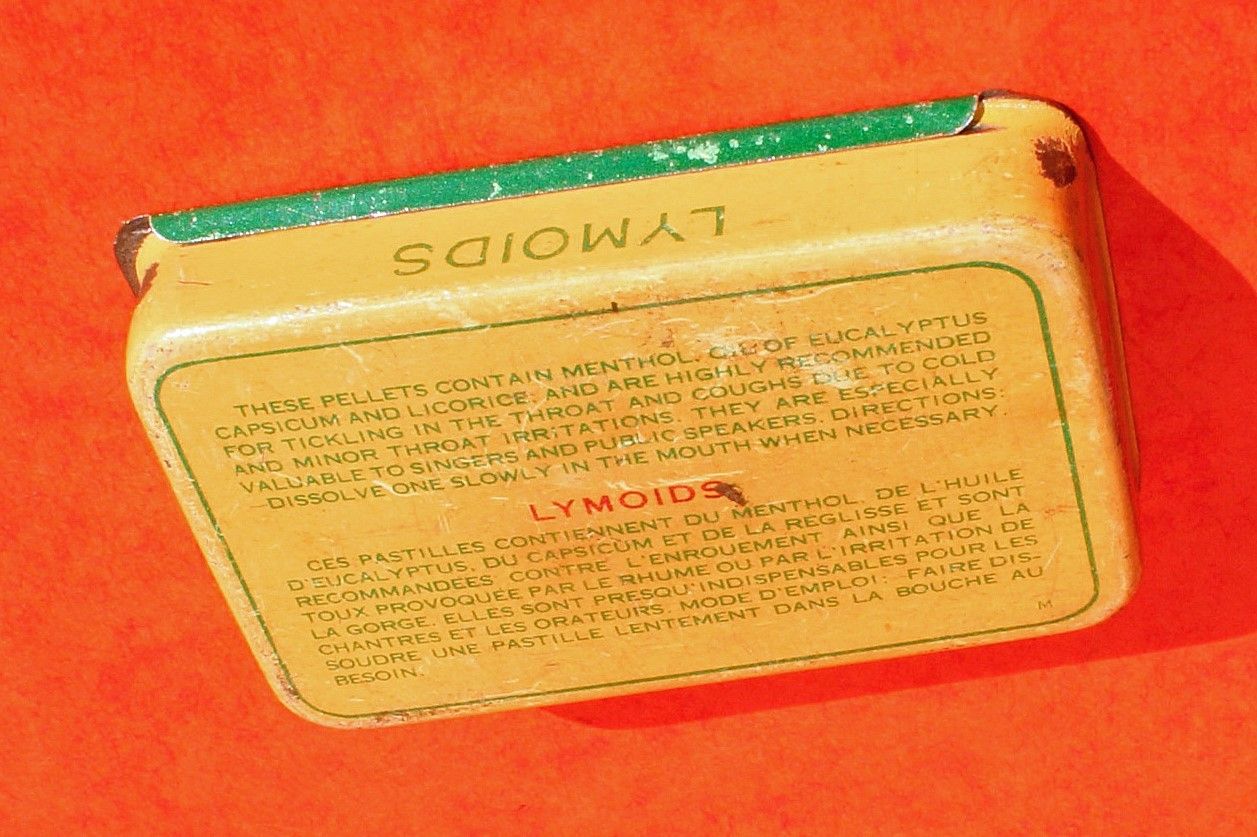 LYMOIDS
THESE PELLETS CONTAIN MENTHOL. OIL OF EUCALYPTUS
CAPSICUM AND LICORICE, AND ARE HIGHLY RECOMMENDED
FOR TICKLING IN THE THROAT AND COUGHS DUE TO COLD
AND MINOR THROAT IRRITATIONS. THEY ARE ESPECIALLY
VALUABLE TO SINGERS AND PUBLIC SPEAKERS. DIRECTIONS:
—DISSOLVE ONE SLOWLY IN THE MOUTH WHEN NECESSARY.
LYMOIDS
CES PASTILLES CONTIENNENT DU MENTHOL. DE L'HUILE
D'EUCALYPTUS. DU CAPSICUM ET DE LA REGLISSE ET SONT
RECOMMANDEES CONTRE L'ENROUEMENT AINSI QUE LA
TOUX PROVOQUÉE PAR LE RHUME OU PAR L'IRRITATION DE
LA GORGE. ELLES SONT PRESQU'INDISPENSABLES POUR LES
CHANTRES ET LES ORATEURS. MODE D'EMPLOI:—FAIRE DIS-
SOUDRE UNE PASTILLE LENTEMENT DANS LA BOUCHE AU
BESOIN.
M